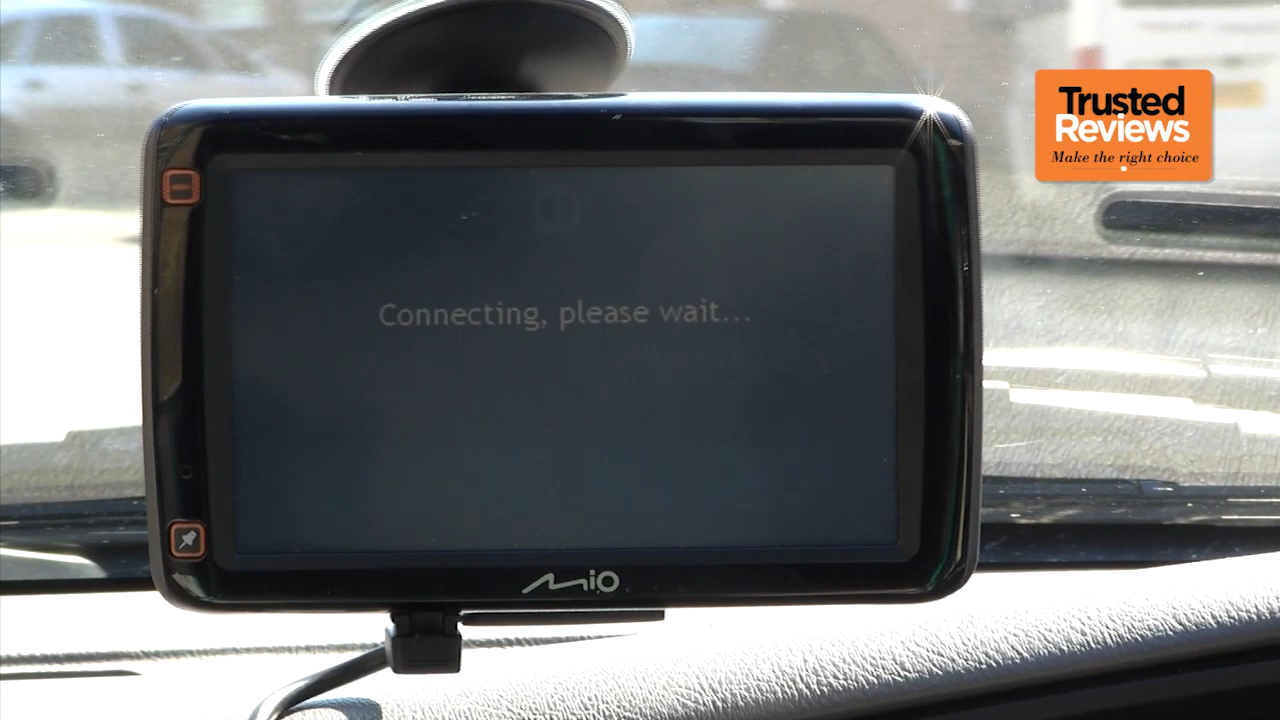 Trusted
Reviews
Make the right choice
Connecting, please wait...
Mio